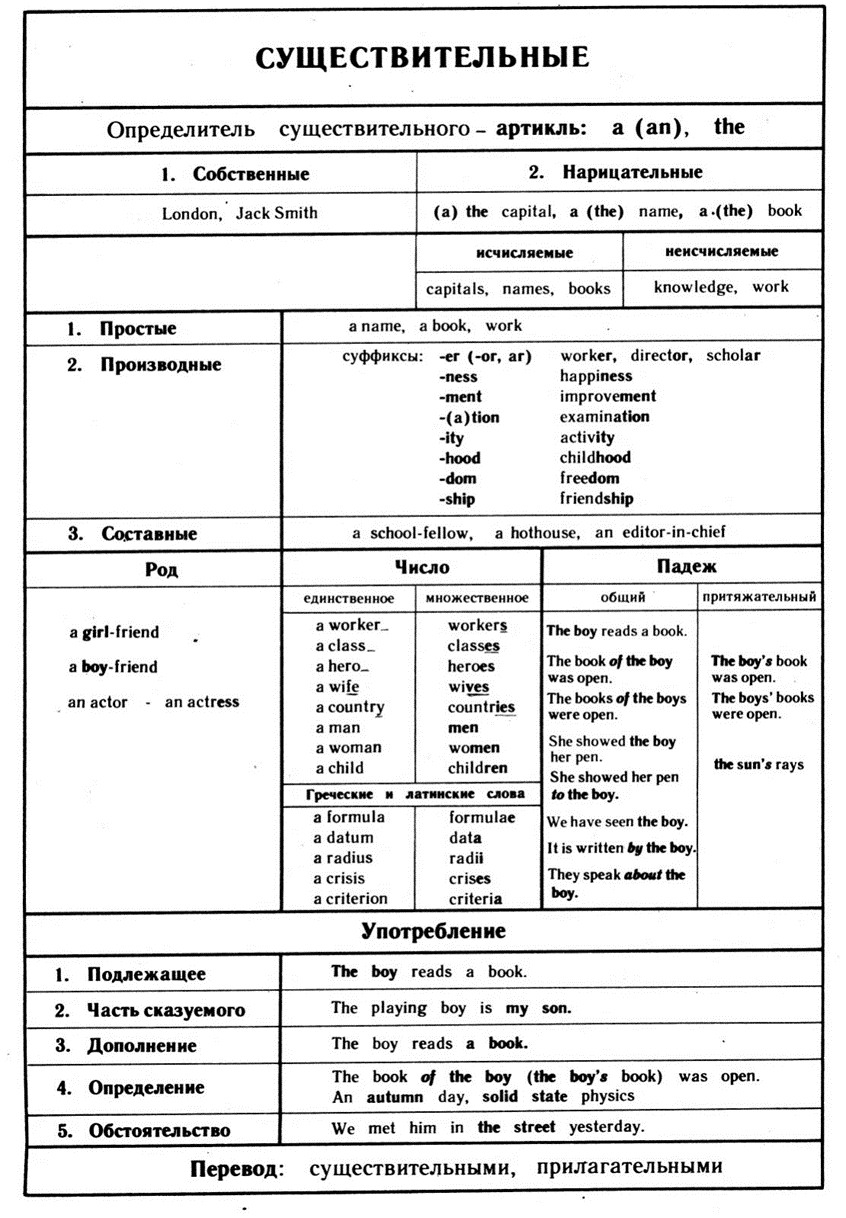 СУЩЕСТВИТЕЛЬНЫЕ
Определитель существительного – артикль: a (an), the
1. Собственные 2. Нарицательные
London, Jack Smith (a) the capital, a (the) name, a (the) book
исчисляемые неисчисляемые
capitals, names, books knowledge, work
1. Простые a name, a book, work
2. Производные суффиксы: -er (-or, ar) worker, director, scholar
-ness happiness
-ment improvement
-(a)tion examination
-ity activity
-hood childhood
-dom freedom
-ship friendship
3. Составные a school-fellow, a hothouse, an editor-in-chief
Род Число Падеж
единственное множественное общий притяжательный
a girl-friend
a boy-friend
an actor - an actress
a worker_ workers
a class_ classes
a hero_ heroes
a wife wives
a country countries
a man men
a woman women
a child children
Греческие и латинские слова
a formula formulae
a datum data
a radius radii
a crisis crises
a criterion criteria
The boy reads a book.
The book of the boy
was open.
The books of the boys
were open.
She showed the boy
her pen.
She showed her pen
to the boy.
We have seen the boy.
It is written by the boy.
They speak about the
boy.
The boy's book
was open.
The boys' books
were open.
the sun's rays
Употребление
1. Подлежащее The boy reads a book.
2. Часть сказуемого The playing boy is my son.
3. Дополнение The boy reads a book.
4. Определение The book of the boy (the boy's book) was open.
An autumn day, solid state physics
5. Обстоятельство We met him in the street yesterday.
Перевод: существительными, прилагательными